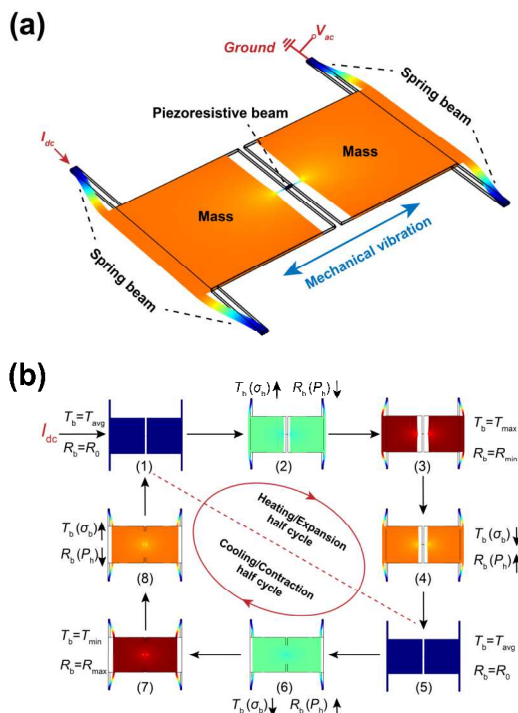 (a)
V_ac
Ground
Spring beam
Piezoresistive beam
I_dc
Mass
Mass
Mechanical vibration
Spring beam
(b)
T_b(σ_b)↑ R_b(P_h)↓
I_dc
T_b=T_avg
R_b=R_0
(1)
(2)
(3)
T_b=T_max
R_b=R_min
Heating/Expansion
half cycle
T_b(σ_b)↑
R_b(P_h)↓
(8)
(4)
T_b(σ_b)↓
R_b(P_h)↑
Cooling/Contraction
half cycle
T_b=T_min
R_b=R_max
(7)
(6)
(5)
T_b=T_avg
R_b=R_0
T_b(σ_b)↓ R_b(P_h)↑